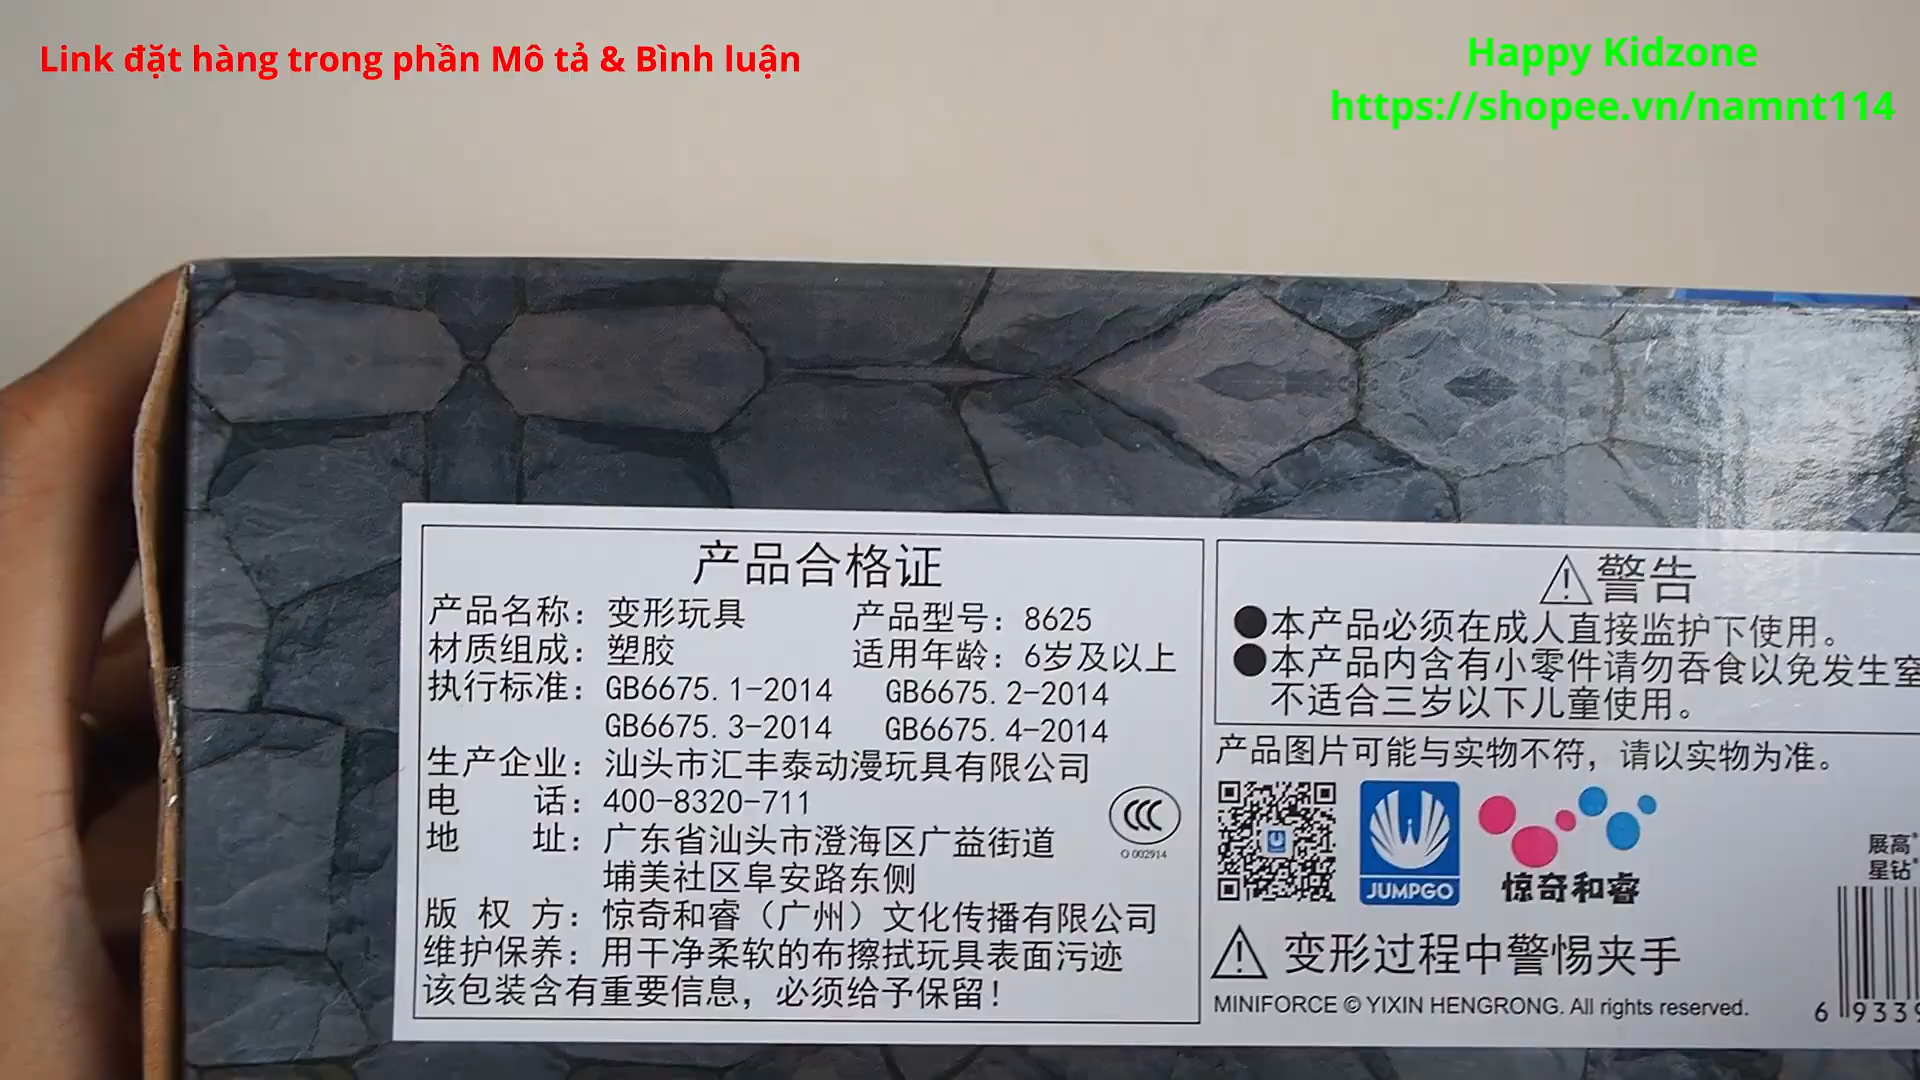 Link đặt hàng trong phần Mô tả & Bình luận
Happy Kidzone
https://shopee.vn/namnt114
产品合格证
产品名称：变形玩具 产品型号：8625
材质组成：塑胶 适用年龄：6岁及以上
执行标准：GB6675.1-2014 GB6675.2-2014
GB6675.3-2014 GB6675.4-2014
生产企业：汕头市汇丰泰动漫玩具有限公司
电 话：400-8320-711
地 址：广东省汕头市澄海区广益街道
埔美社区阜安路东侧
版 权 方：惊奇和睿（广州）文化传播有限公司
维护保养：用干净柔软的布擦拭玩具表面污迹
该包装含有重要信息，必须给予保留！
O 002914
警告
●本产品必须在成人直接监护下使用。
●本产品内含有小零件请勿吞食以免发生窒
不适合三岁以下儿童使用。
产品图片可能与实物不符，请以实物为准。
JUMPGO
惊奇和睿
变形过程中警惕夹手
MINIFORCE © YIXIN HENGRONG. All rights reserved.
展高
星钻
6 9339